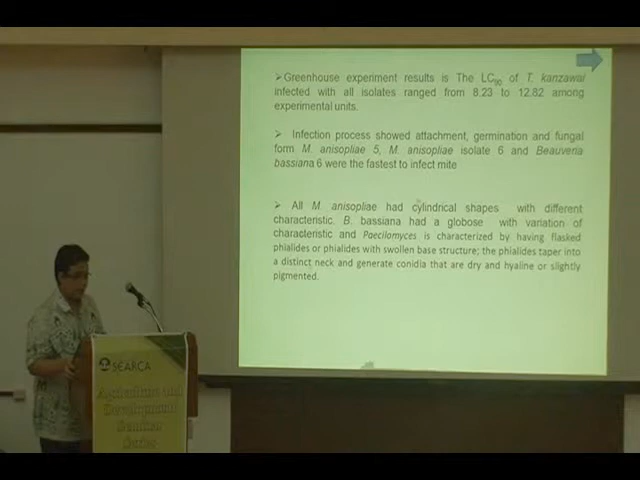 ➢Greenhouse experiment results is The LC90 of T. kanzawai
infected with all isolates ranged from 8.23 to 12.82 among
experimental units.
➢ Infection process showed attachment, germination and fungal
form M. anisopliae 5, M. anisopliae isolate 6 and Beauveria
bassiana 6 were the fastest to infect mite
➢ All M. anisopliae had cylindrical shapes with different
characteristic. B. bassiana had a globose with variation of
characteristic and Paecilomyces is characterized by having flasked
phialides or phialides with swollen base structure; the phialides taper into
a distinct neck and generate conidia that are dry and hyaline or slightly
pigmented.
SEARCA
Agriculture and
Development
Seminar
Series